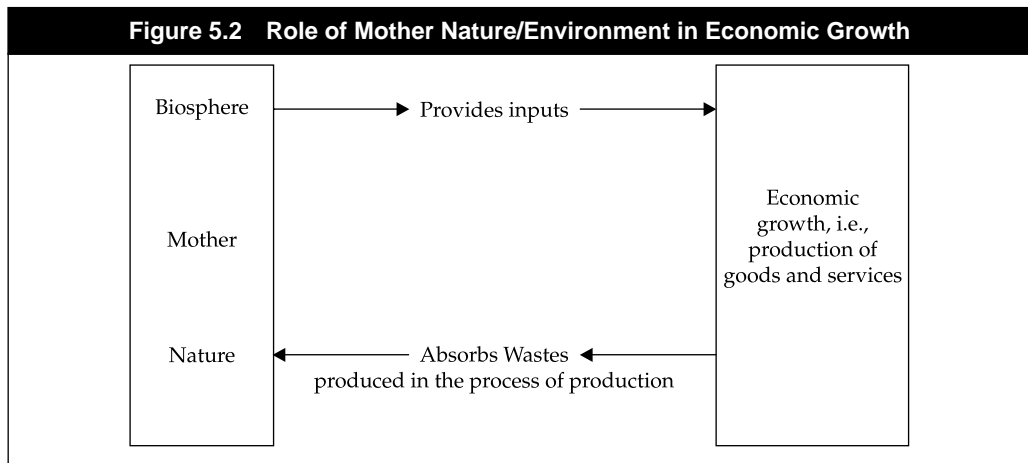 Figure 5.2 Role of Mother Nature/Environment in Economic Growth
Biosphere
Provides inputs
Mother
Economic
growth, i.e.,
production of
goods and services
Nature
Absorbs Wastes
produced in the process of production